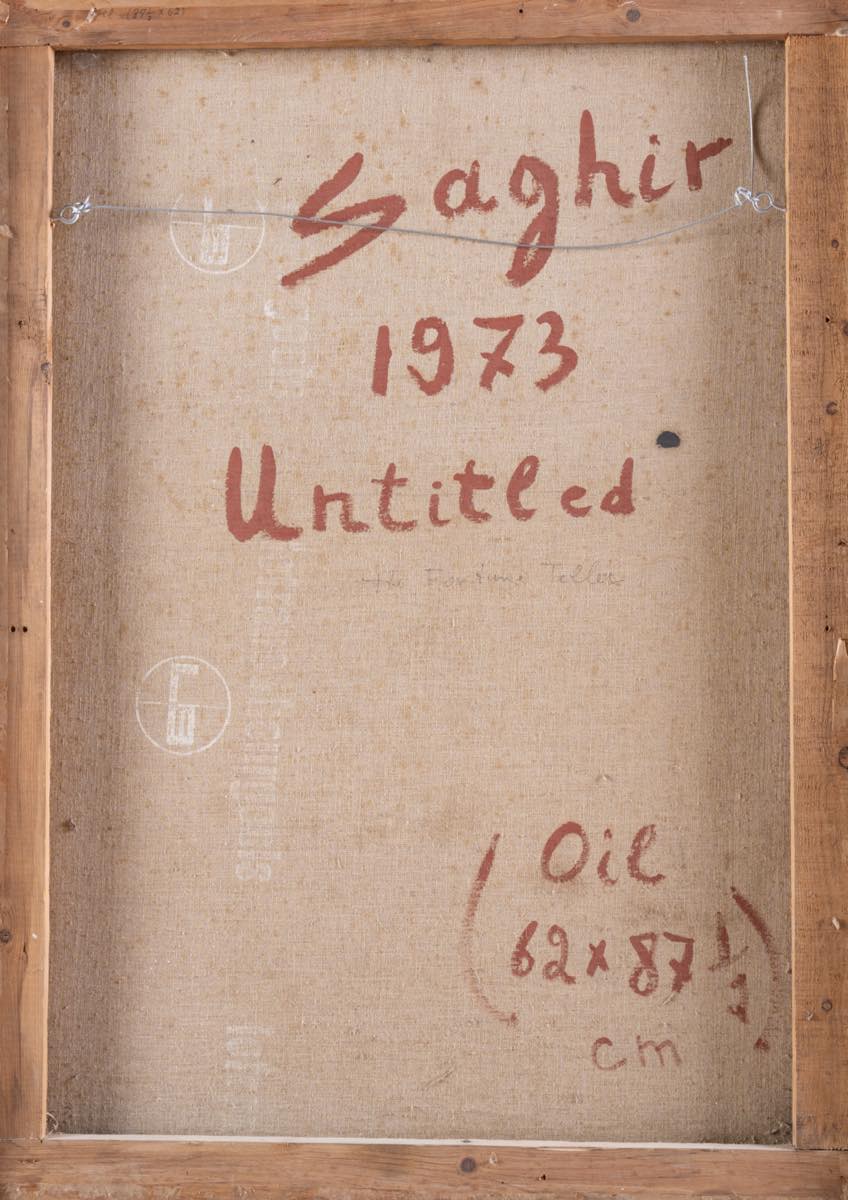 Saghir
1973
Untitled
the Fortune Teller
Oil
(62 x 87 1/2)
cm